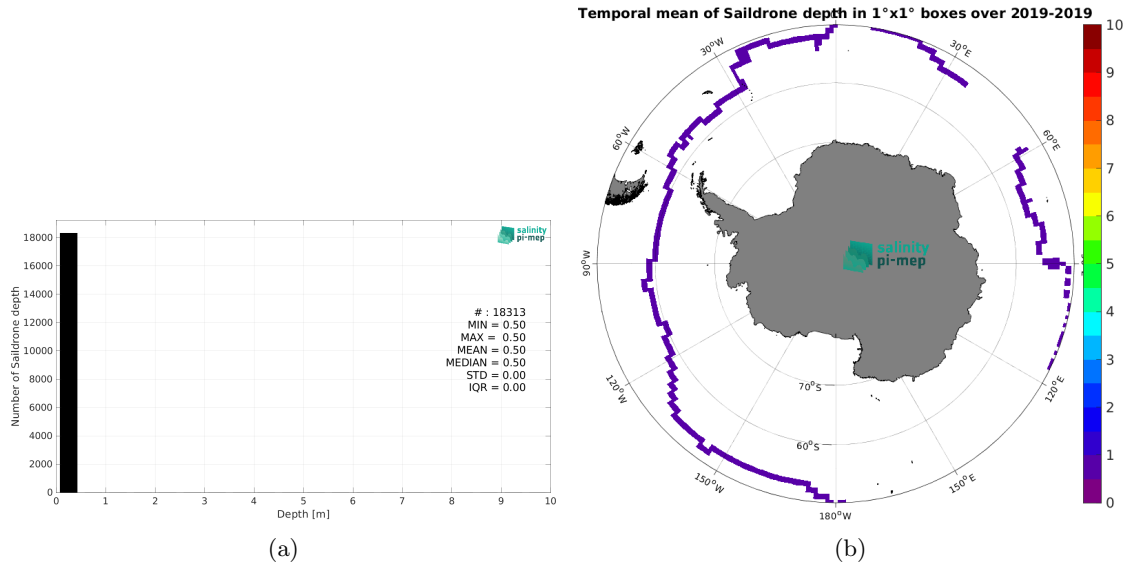 Temporal mean of Saildrone depth in 1°x1° boxes over 2019-2019
18000
16000
14000
12000
10000
8000
6000
4000
2000
0
Number of Saildrone depth
0 1 2 3 4 5 6 7 8 9 10
Depth [m]
salinity
pi-mep
# : 18313
MIN = 0.50
MAX = 0.50
MEAN = 0.50
MEDIAN = 0.50
STD = 0.00
IQR = 0.00
(a)
30°W
30°E
60°W
60°E
90°W
120°W
120°E
150°W
150°E
180°W
70°S
60°S
salinity
pi-mep
10
9
8
7
6
5
4
3
2
1
0
(b)